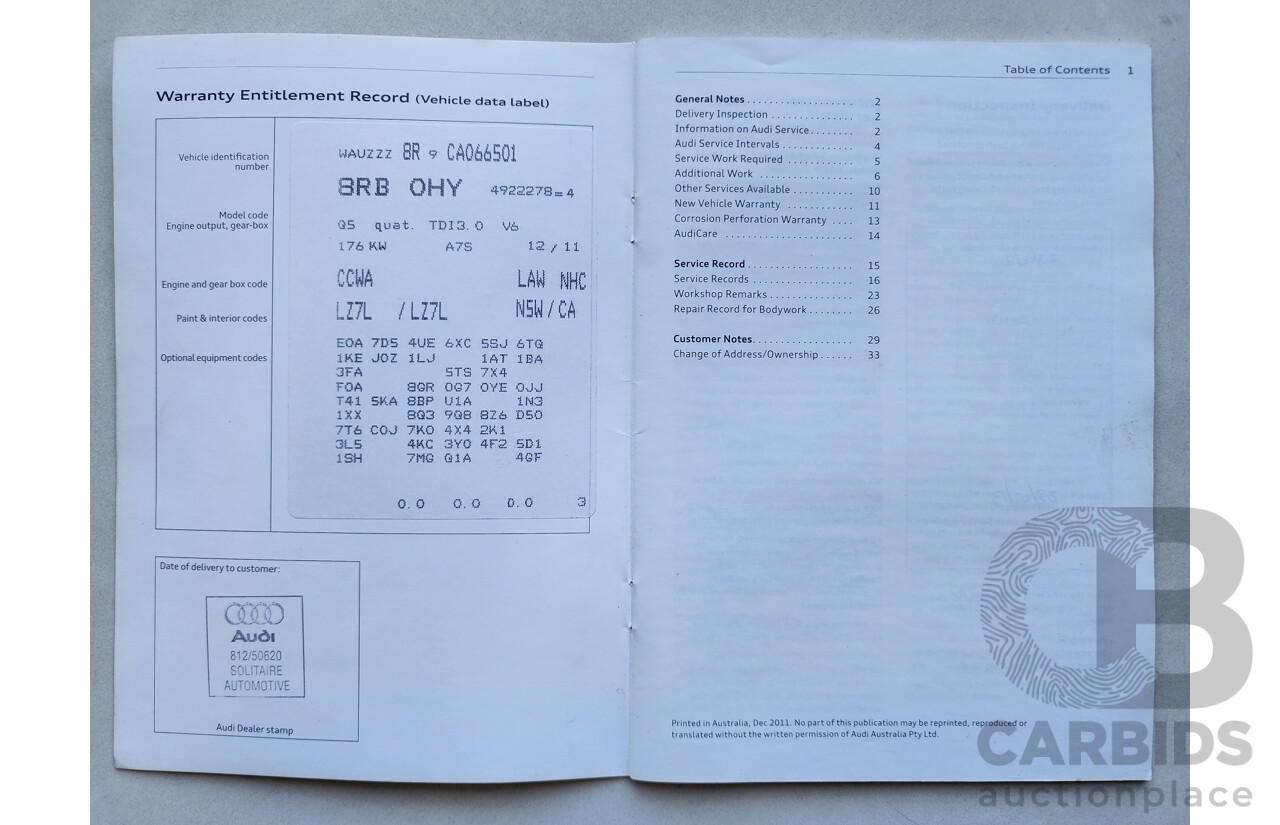 Warranty Entitlement Record (Vehicle data label)
Vehicle identification
number
WAUZZZ 8R 9 CA066501
8RB 0HY 4922278=4
Model code
Engine output, gear-box
Q5 quat. TDI3.0 V6
176 KW A7S 12 / 11
Engine and gear box code
CCWA LAW NHC
Paint & interior codes
LZ7L / LZ7L N5W / CA
Optional equipment codes
E0A 7D5 4UE 6XC 5SJ 6TQ
1KE J0Z 1LJ 1AT 1BA
3FA 5TS 7X4
F0A 8GR 0G7 0YE 0JJ
T41 5KA 8BP U1A 1N3
1XX 8Q3 9Q8 8Z6 D50
7T6 C0J 7K0 4X4 2K1
3L5 4KC 3Y0 4F2 5D1
1SH 7MG Q1A 4GF
0.0 0.0 0.0 3
Date of delivery to customer:
Audi
812/50620
SOLITAIRE
AUTOMOTIVE
Audi Dealer stamp
Table of Contents 1
General Notes . . . . . . . . . . . . . . . . . . 2
Delivery Inspection . . . . . . . . . . . . . . 2
Information on Audi Service . . . . . . . 2
Audi Service Intervals . . . . . . . . . . . . 4
Service Work Required . . . . . . . . . . . 5
Additional Work . . . . . . . . . . . . . . . . 6
Other Services Available . . . . . . . . . . 10
New Vehicle Warranty . . . . . . . . . . . 11
Corrosion Perforation Warranty . . . . 13
AudiCare . . . . . . . . . . . . . . . . . . . . . 14
Service Record . . . . . . . . . . . . . . . . . 15
Service Records . . . . . . . . . . . . . . . . 16
Workshop Remarks . . . . . . . . . . . . . . 23
Repair Record for Bodywork . . . . . . . . 26
Customer Notes . . . . . . . . . . . . . . . . 29
Change of Address/Ownership . . . . . . 33
Printed in Australia, Dec 2011. No part of this publication may be reprinted, reproduced or
translated without the written permission of Audi Australia Pty Ltd.
CB
CARBIDS
auctionplace